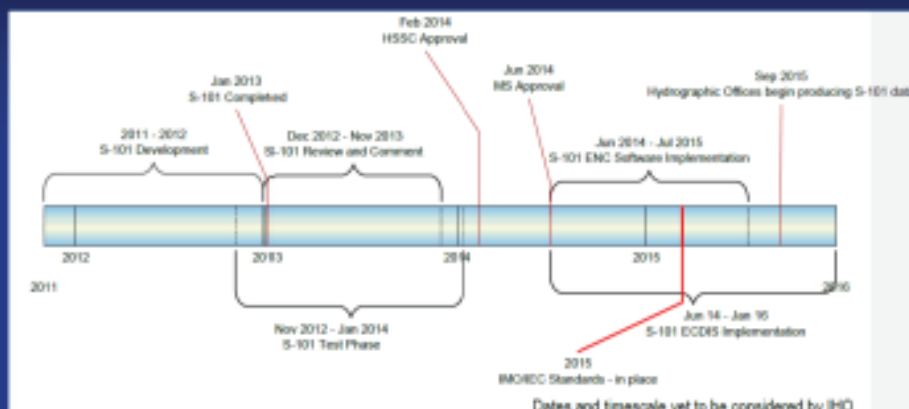 Feb 2014
HSSC Approval
Jan 2013
S-101 Completed
Jun 2014
MS Approval
Sep 2015
Hydrographic Offices begin producing S-101 dat
2011 - 2012
S-101 Development
Dec 2012 - Nov 2013
S-101 Review and Comment
Jun 2014 - Jul 2015
S-101 ENC Software Implementation
2012
2013
2014
2015
2011
2016
Nov 2012 - Jan 2014
S-101 Test Phase
Jun 14 - Jan 16
S-101 ECDIS Implementation
2015
IMO/IEC Standards - in place
Dates and timescale yet to be considered by IHO